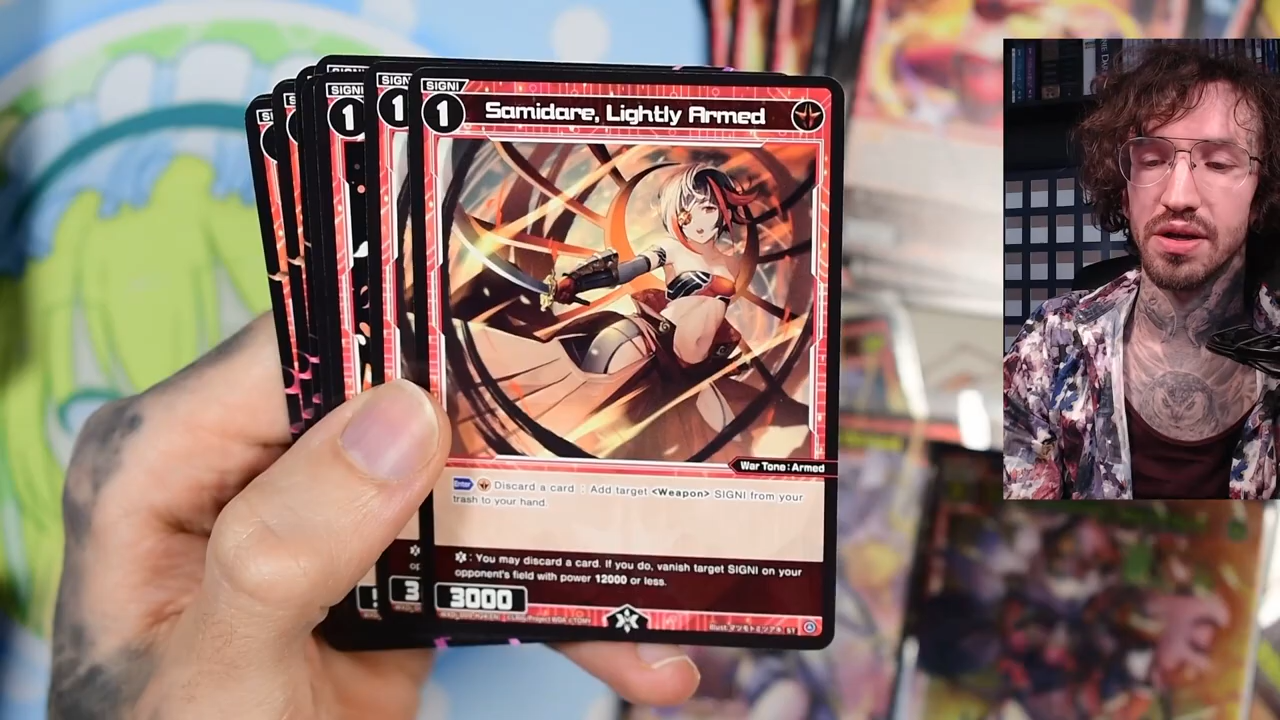 SIGNI
SIGNI
SIGNI
1
1
1
Samidare, Lightly Armed
War Tone : Armed
Enter Discard a card : Add target <Weapon> SIGNI from your
trash to your hand.
: You may discard a card. If you do, vanish target SIGNI on your
opponent's field with power 12000 or less.
3
3000